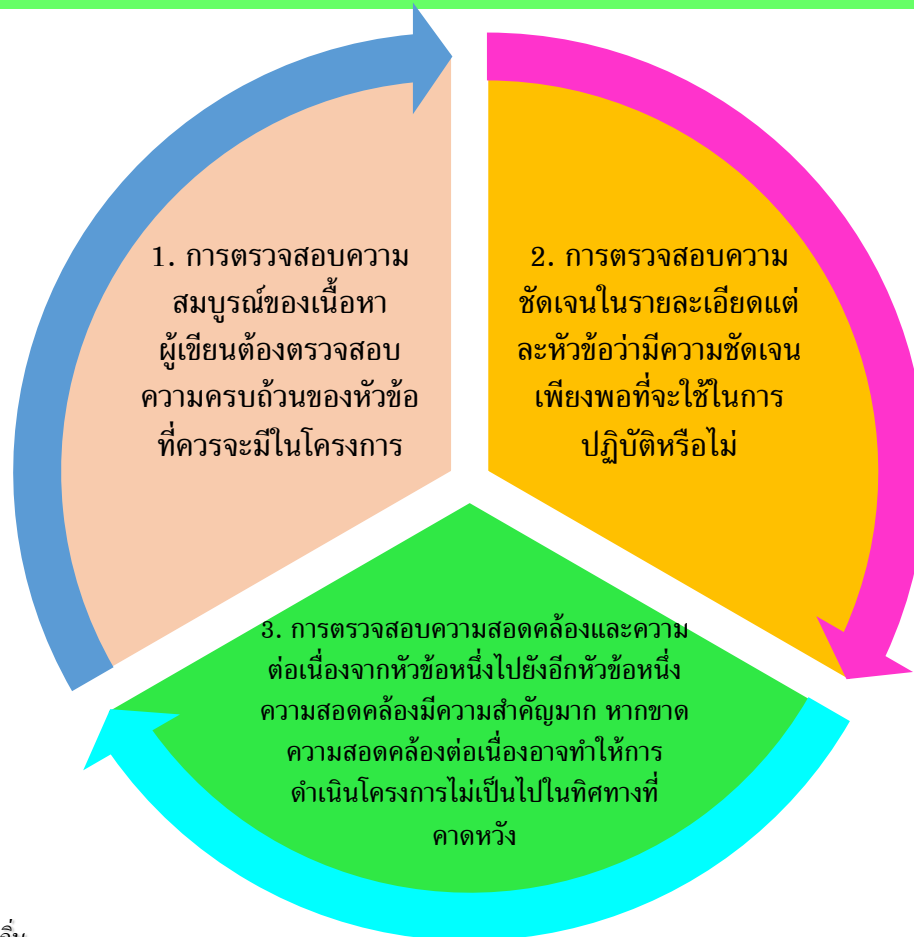 1. การตรวจสอบความ
สมบูรณ์ของเนื้อหา
ผู้เขียนต้องตรวจสอบ
ความครบถ้วนของหัวข้อ
ที่ควรจะมีในโครงการ
2. การตรวจสอบความ
ชัดเจนในรายละเอียดแต่
ละหัวข้อว่ามีความชัดเจน
เพียงพอที่จะใช้ในการ
ปฏิบัติหรือไม่
3. การตรวจสอบความสอดคล้องและความ
ต่อเนื่องจากหัวข้อหนึ่งไปยังอีกหัวข้อหนึ่ง
ความสอดคล้องมีความสำคัญมาก หากขาด
ความสอดคล้องต่อเนื่องอาจทำให้การ
ดำเนินโครงการไม่เป็นไปในทิศทางที่
คาดหวัง